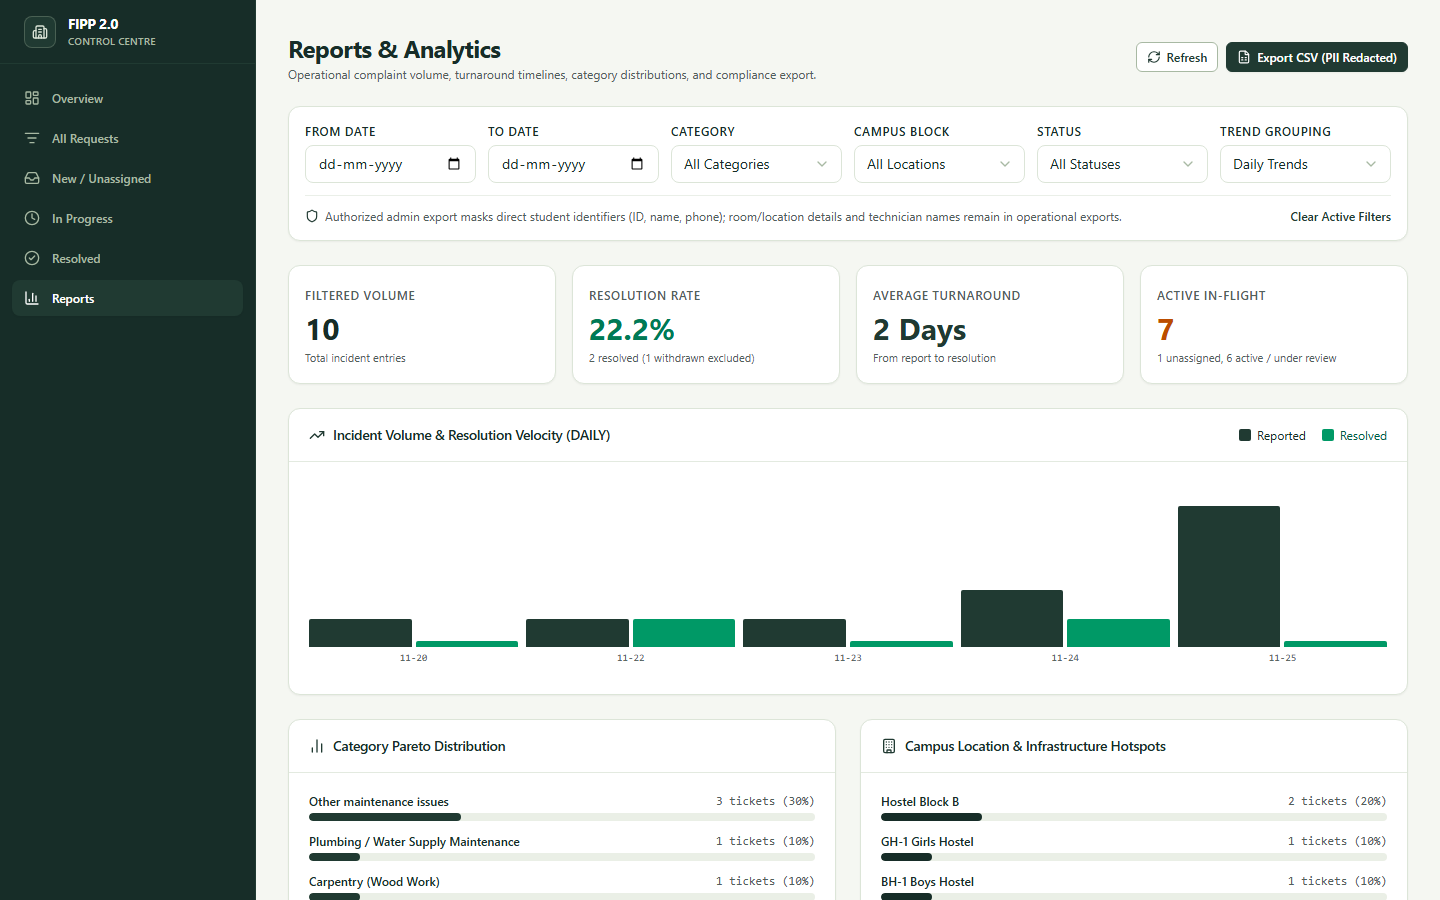 FIPP 2.0
CONTROL CENTRE
Overview
All Requests
New / Unassigned
In Progress
Resolved
Reports
Reports & Analytics
Operational complaint volume, turnaround timelines, category distributions, and compliance export.
Refresh
Export CSV (PII Redacted)
FROM DATE
TO DATE
CATEGORY
CAMPUS BLOCK
STATUS
TREND GROUPING
dd-mm-yyyy
dd-mm-yyyy
All Categories
All Locations
All Statuses
Daily Trends
Authorized admin export masks direct student identifiers (ID, name, phone); room/location details and technician names remain in operational exports.
Clear Active Filters
FILTERED VOLUME
10
Total incident entries
RESOLUTION RATE
22.2%
2 resolved (1 withdrawn excluded)
AVERAGE TURNAROUND
2 Days
From report to resolution
ACTIVE IN-FLIGHT
7
1 unassigned, 6 active / under review
Incident Volume & Resolution Velocity (DAILY)
Reported
Resolved
11-20
11-22
11-23
11-24
11-25
Category Pareto Distribution
Other maintenance issues 3 tickets (30%)
Plumbing / Water Supply Maintenance 1 tickets (10%)
Carpentry (Wood Work) 1 tickets (10%)
Campus Location & Infrastructure Hotspots
Hostel Block B 2 tickets (20%)
GH-1 Girls Hostel 1 tickets (10%)
BH-1 Boys Hostel 1 tickets (10%)